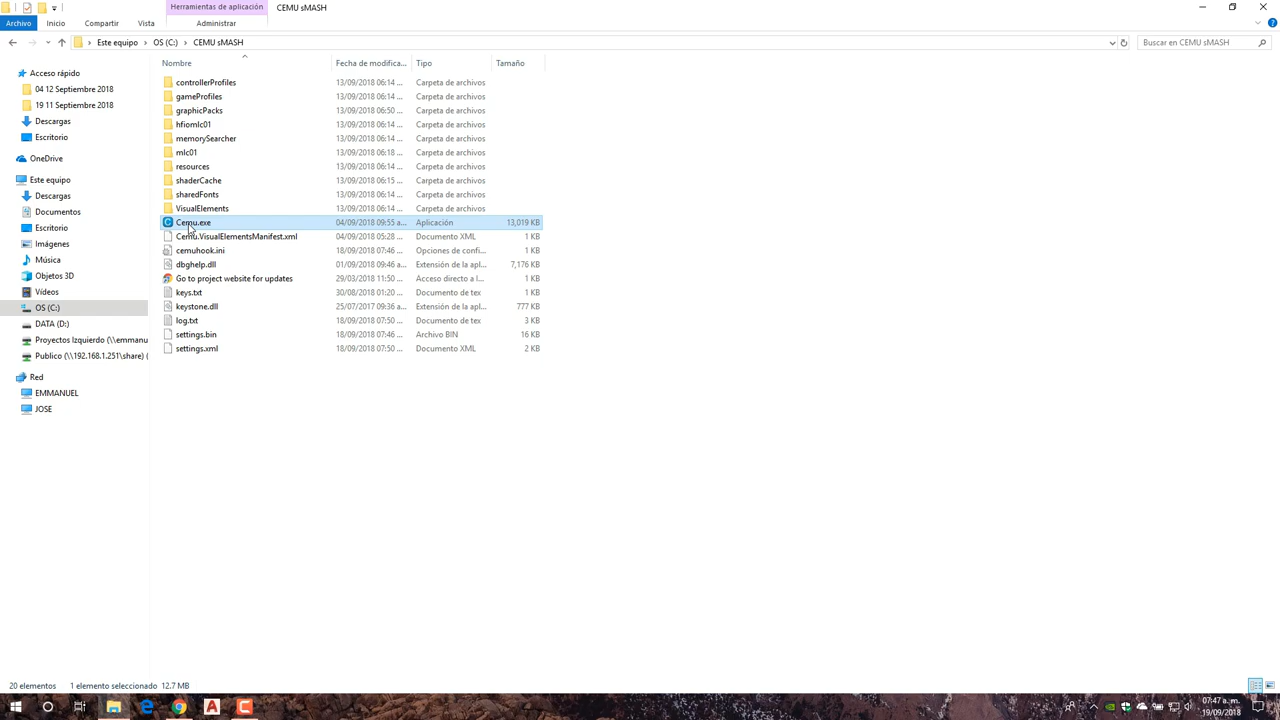 Herramientas de aplicación
CEMU sMASH
Archivo
Inicio
Compartir
Vista
Administrar
Este equipo
OS (C:)
CEMU sMASH
Buscar en CEMU sMASH
Nombre
Fecha de modifica...
Tipo
Tamaño
Acceso rápido
04 12 Septiembre 2018
19 11 Septiembre 2018
Descargas
Escritorio
OneDrive
Este equipo
Descargas
Documentos
Escritorio
Imágenes
Música
Objetos 3D
Vídeos
OS (C:)
DATA (D:)
Proyectos Izquierdo (\\emmanu
Publico (\\192.168.1.251\share) (
Red
EMMANUEL
JOSE
controllerProfiles 13/09/2018 06:14 ... Carpeta de archivos
gameProfiles 13/09/2018 06:14 ... Carpeta de archivos
graphicPacks 13/09/2018 06:50 ... Carpeta de archivos
hfiomlc01 13/09/2018 06:14 ... Carpeta de archivos
memorySearcher 13/09/2018 06:14 ... Carpeta de archivos
mlc01 13/09/2018 06:18 ... Carpeta de archivos
resources 13/09/2018 06:14 ... Carpeta de archivos
shaderCache 13/09/2018 06:15 ... Carpeta de archivos
sharedFonts 13/09/2018 06:14 ... Carpeta de archivos
VisualElements 13/09/2018 06:14 ... Carpeta de archivos
Cemu.exe 04/09/2018 09:55 a... Aplicación 13,019 KB
Cemu.VisualElementsManifest.xml 04/09/2018 05:28 ... Documento XML 1 KB
cemuhook.ini 18/09/2018 07:46 ... Opciones de confi... 1 KB
dbghelp.dll 01/09/2018 09:46 a... Extensión de la apl... 7,176 KB
Go to project website for updates 29/03/2018 11:50 ... Acceso directo a I... 1 KB
keys.txt 30/08/2018 01:20 ... Documento de tex 1 KB
keystone.dll 25/07/2017 09:36 a... Extensión de la apl... 777 KB
log.txt 18/09/2018 07:50 ... Documento de tex 3 KB
settings.bin 18/09/2018 07:46 ... Archivo BIN 16 KB
settings.xml 18/09/2018 07:50 ... Documento XML 2 KB
20 elementos
1 elemento seleccionado 12.7 MB
07:47 a. m.
19/09/2018